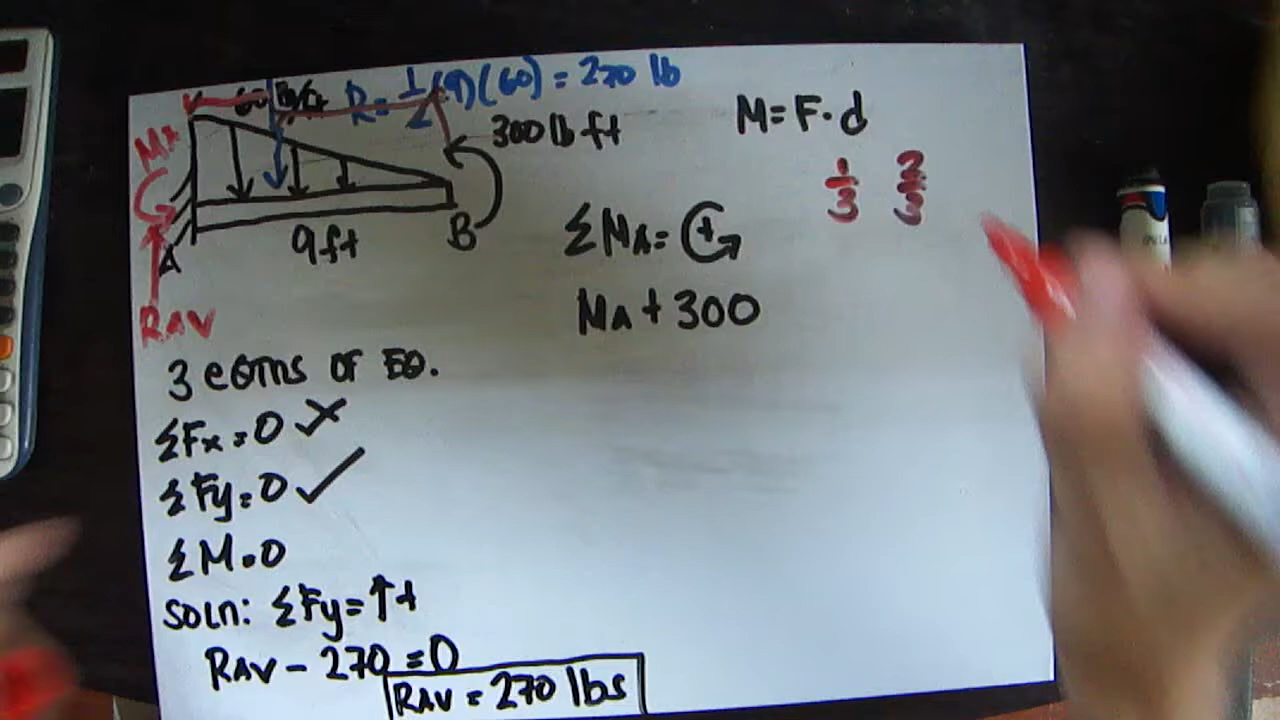 60 lb/ft R = 1/2 (9)(60) = 270 lb
300 lb ft
M = F · d
MA
1/3 2/3
9 ft
B
A
ΣMA = +
RAV
MA + 300
3 EQTNS OF EQ.
ΣFx = 0 ✗
ΣFy = 0 ✓
ΣM = 0
SOLN: ΣFy = ↑+
RAV - 270 = 0
RAV = 270 lbs